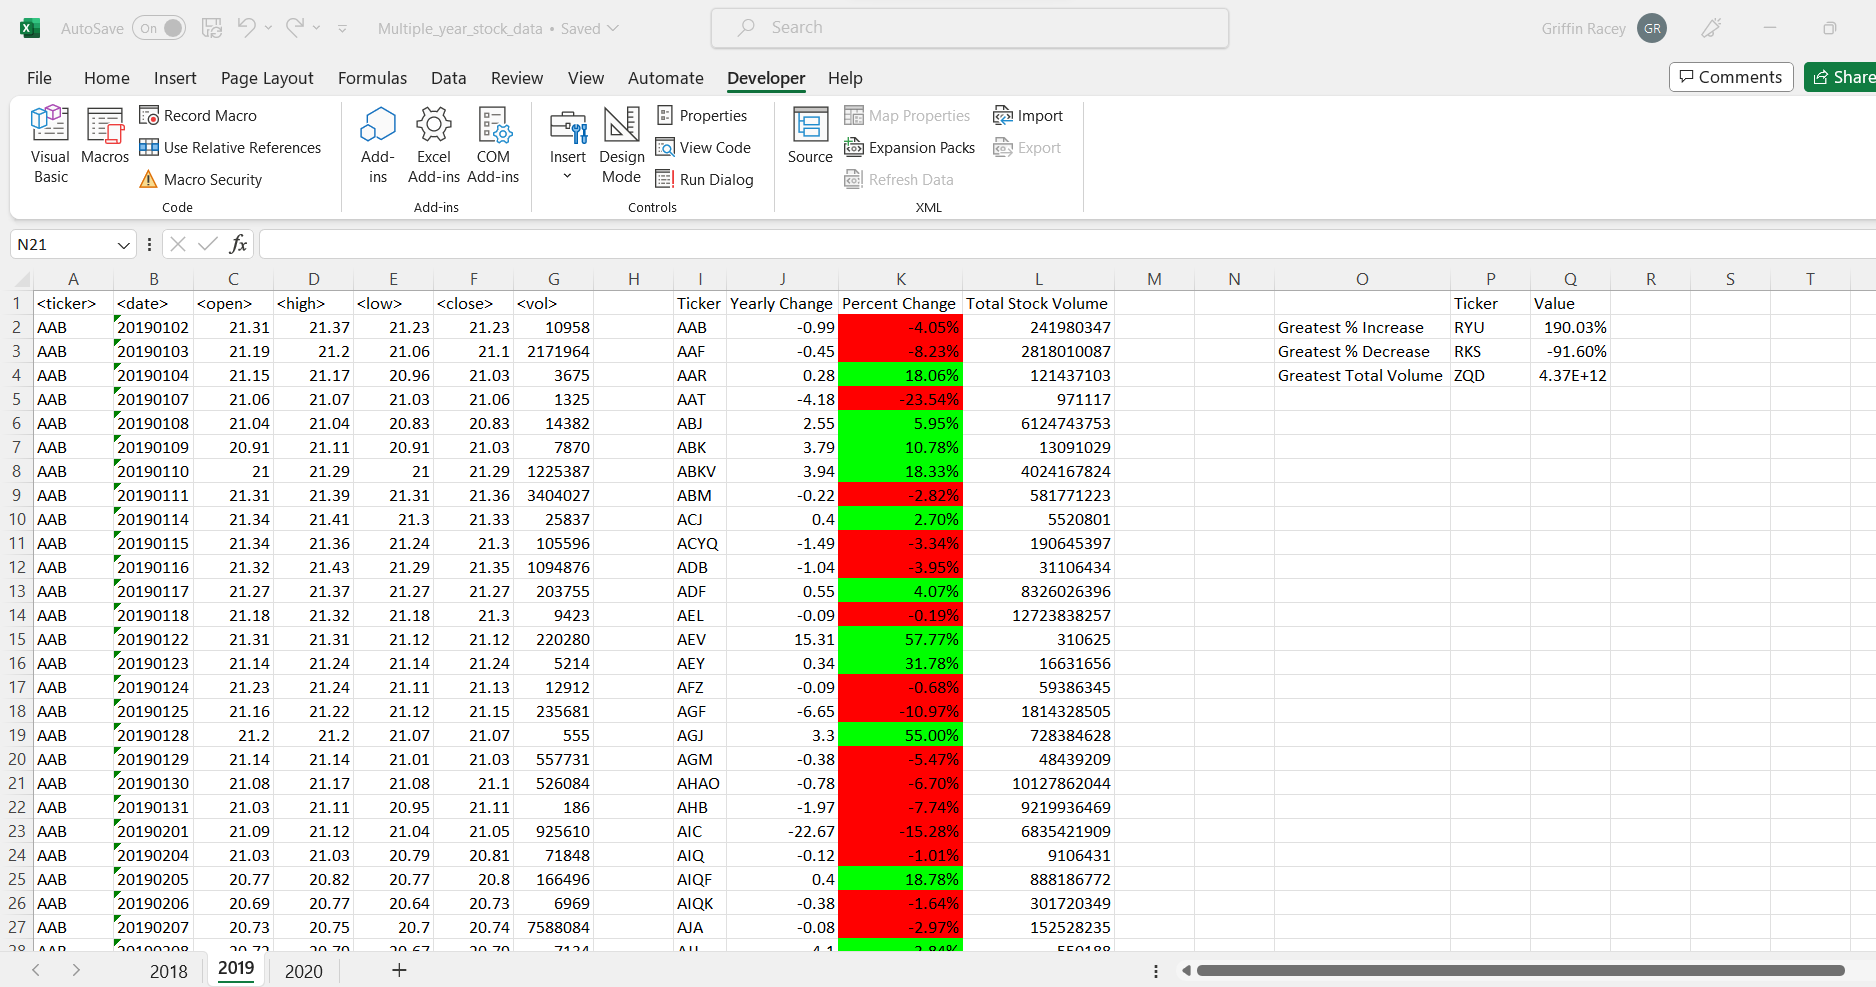 AutoSave On Multiple_year_stock_data • Saved Search Griffin Racey GR
File Home Insert Page Layout Formulas Data Review View Automate Developer Help Comments Share
Visual Basic Macros Record Macro Use Relative References Macro Security Code
Add-ins Excel Add-ins COM Add-ins Add-ins
Insert Design Mode Properties View Code Run Dialog Controls
Source Map Properties Expansion Packs Refresh Data Import Export XML
N21 fx
A B C D E F G H I J K L M N O P Q R S T
1 <ticker> <date> <open> <high> <low> <close> <vol> Ticker Yearly Change Percent Change Total Stock Volume Ticker Value
2 AAB 20190102 21.31 21.37 21.23 21.23 10958 AAB -0.99 -4.05% 241980347 Greatest % Increase RYU 190.03%
3 AAB 20190103 21.19 21.2 21.06 21.1 2171964 AAF -0.45 -8.23% 2818010087 Greatest % Decrease RKS -91.60%
4 AAB 20190104 21.15 21.17 20.96 21.03 3675 AAR 0.28 18.06% 121437103 Greatest Total Volume ZQD 4.37E+12
5 AAB 20190107 21.06 21.07 21.03 21.06 1325 AAT -4.18 -23.54% 971117
6 AAB 20190108 21.04 21.04 20.83 20.83 14382 ABJ 2.55 5.95% 6124743753
7 AAB 20190109 20.91 21.11 20.91 21.03 7870 ABK 3.79 10.78% 13091029
8 AAB 20190110 21 21.29 21 21.29 1225387 ABKV 3.94 18.33% 4024167824
9 AAB 20190111 21.31 21.39 21.31 21.36 3404027 ABM -0.22 -2.82% 581771223
10 AAB 20190114 21.34 21.41 21.3 21.33 25837 ACJ 0.4 2.70% 5520801
11 AAB 20190115 21.34 21.36 21.24 21.3 105596 ACYQ -1.49 -3.34% 190645397
12 AAB 20190116 21.32 21.43 21.29 21.35 1094876 ADB -1.04 -3.95% 31106434
13 AAB 20190117 21.27 21.37 21.27 21.27 203755 ADF 0.55 4.07% 8326026396
14 AAB 20190118 21.18 21.32 21.18 21.3 9423 AEL -0.09 -0.19% 12723838257
15 AAB 20190122 21.31 21.31 21.12 21.12 220280 AEV 15.31 57.77% 310625
16 AAB 20190123 21.14 21.24 21.14 21.24 5214 AEY 0.34 31.78% 16631656
17 AAB 20190124 21.23 21.24 21.11 21.13 12912 AFZ -0.09 -0.68% 59386345
18 AAB 20190125 21.16 21.22 21.12 21.15 235681 AGF -6.65 -10.97% 1814328505
19 AAB 20190128 21.2 21.2 21.07 21.07 555 AGJ 3.3 55.00% 728384628
20 AAB 20190129 21.14 21.14 21.01 21.03 557731 AGM -0.38 -5.47% 48439209
21 AAB 20190130 21.08 21.17 21.08 21.1 526084 AHAO -0.78 -6.70% 10127862044
22 AAB 20190131 21.03 21.11 20.95 21.11 186 AHB -1.97 -7.74% 9219936469
23 AAB 20190201 21.09 21.12 21.04 21.05 925610 AIC -22.67 -15.28% 6835421909
24 AAB 20190204 21.03 21.03 20.79 20.81 71848 AIQ -0.12 -1.01% 9106431
25 AAB 20190205 20.77 20.82 20.77 20.8 166496 AIQF 0.4 18.78% 888186772
26 AAB 20190206 20.69 20.77 20.64 20.73 6969 AIQK -0.38 -1.64% 301720349
27 AAB 20190207 20.73 20.75 20.7 20.74 7588084 AJA -0.08 -2.97% 152528235
28 AAB 20190208
2018 2019 2020